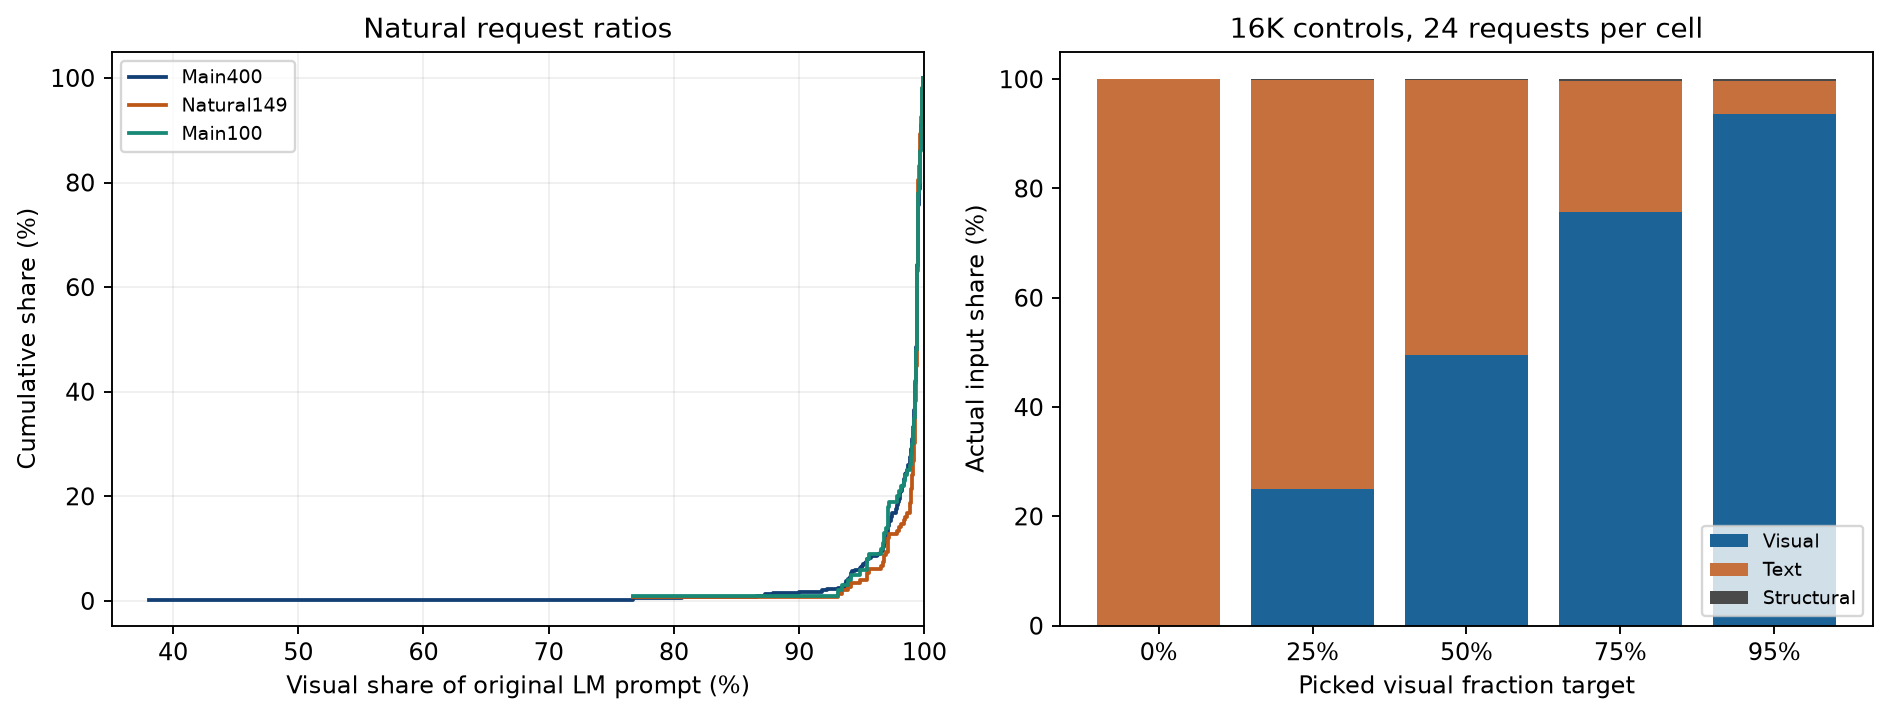 Natural request ratios
Main400
Natural149
Main100
100
80
60
40
20
0
Cumulative share (%)
40 50 60 70 80 90 100
Visual share of original LM prompt (%)
16K controls, 24 requests per cell
100
80
60
40
20
0
Actual input share (%)
Visual
Text
Structural
0% 25% 50% 75% 95%
Picked visual fraction target